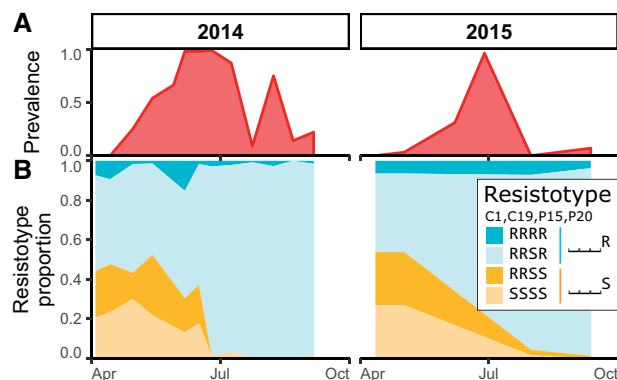 A
2014
2015
Prevalence
1.0
0.5
0.0
B
Resistotype
proportion
1.0
0.8
0.6
0.4
0.2
0.0
Resistotype
C1,C19,P15,P20
RRRR
RRSR
R
RRSS
SSSS
S
Apr
Jul
Oct
Apr
Jul
Oct